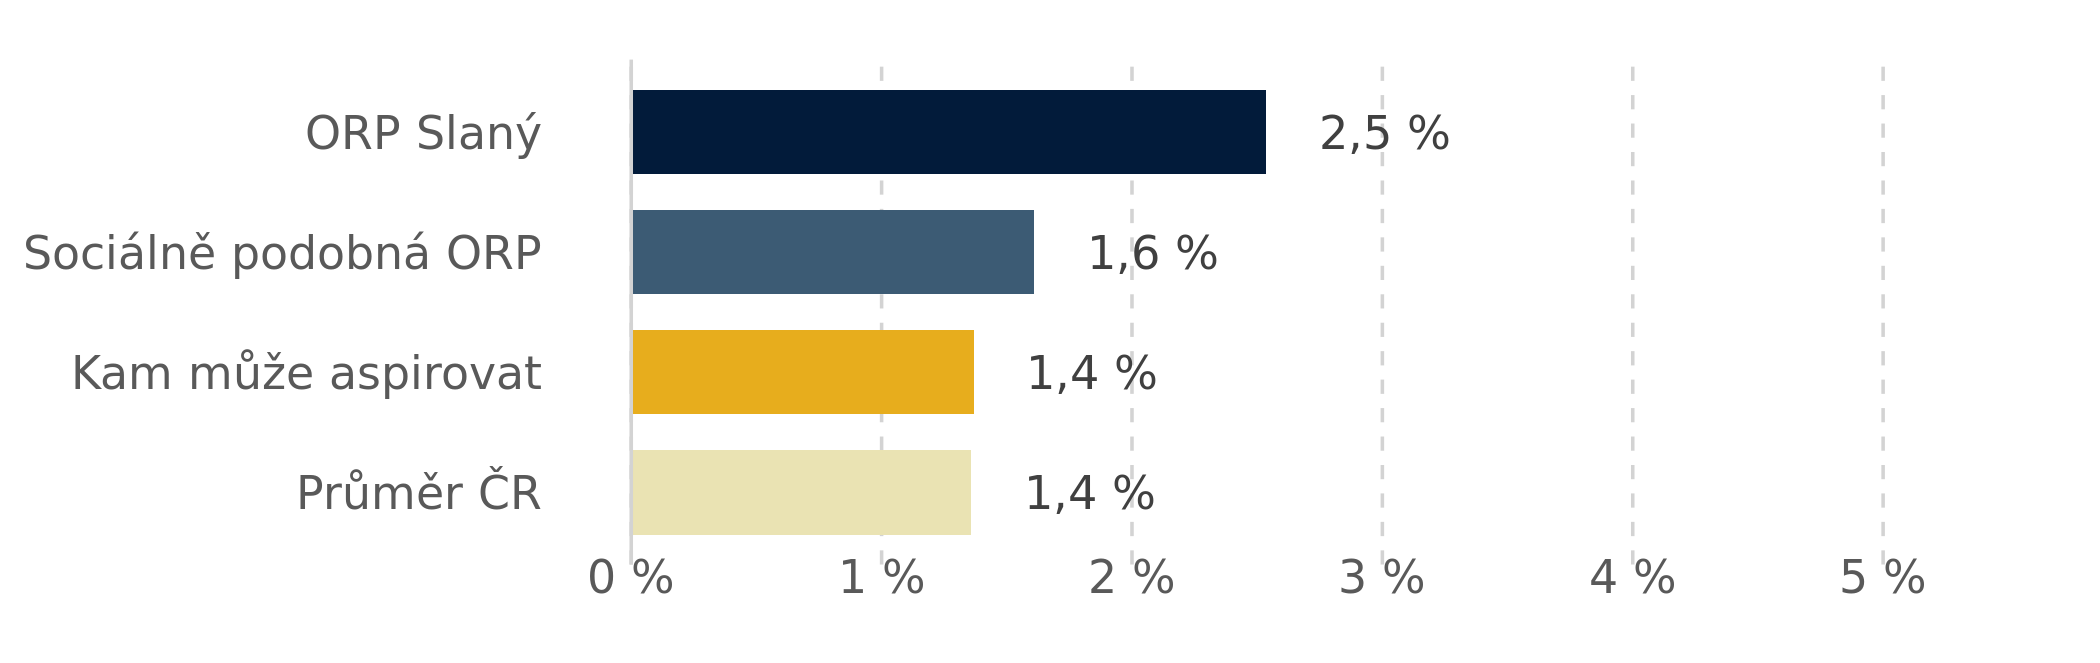 ORP Slaný 2,5 %
Sociálně podobná ORP 1,6 %
Kam může aspirovat 1,4 %
Průměr ČR 1,4 %
0 % 1 % 2 % 3 % 4 % 5 %